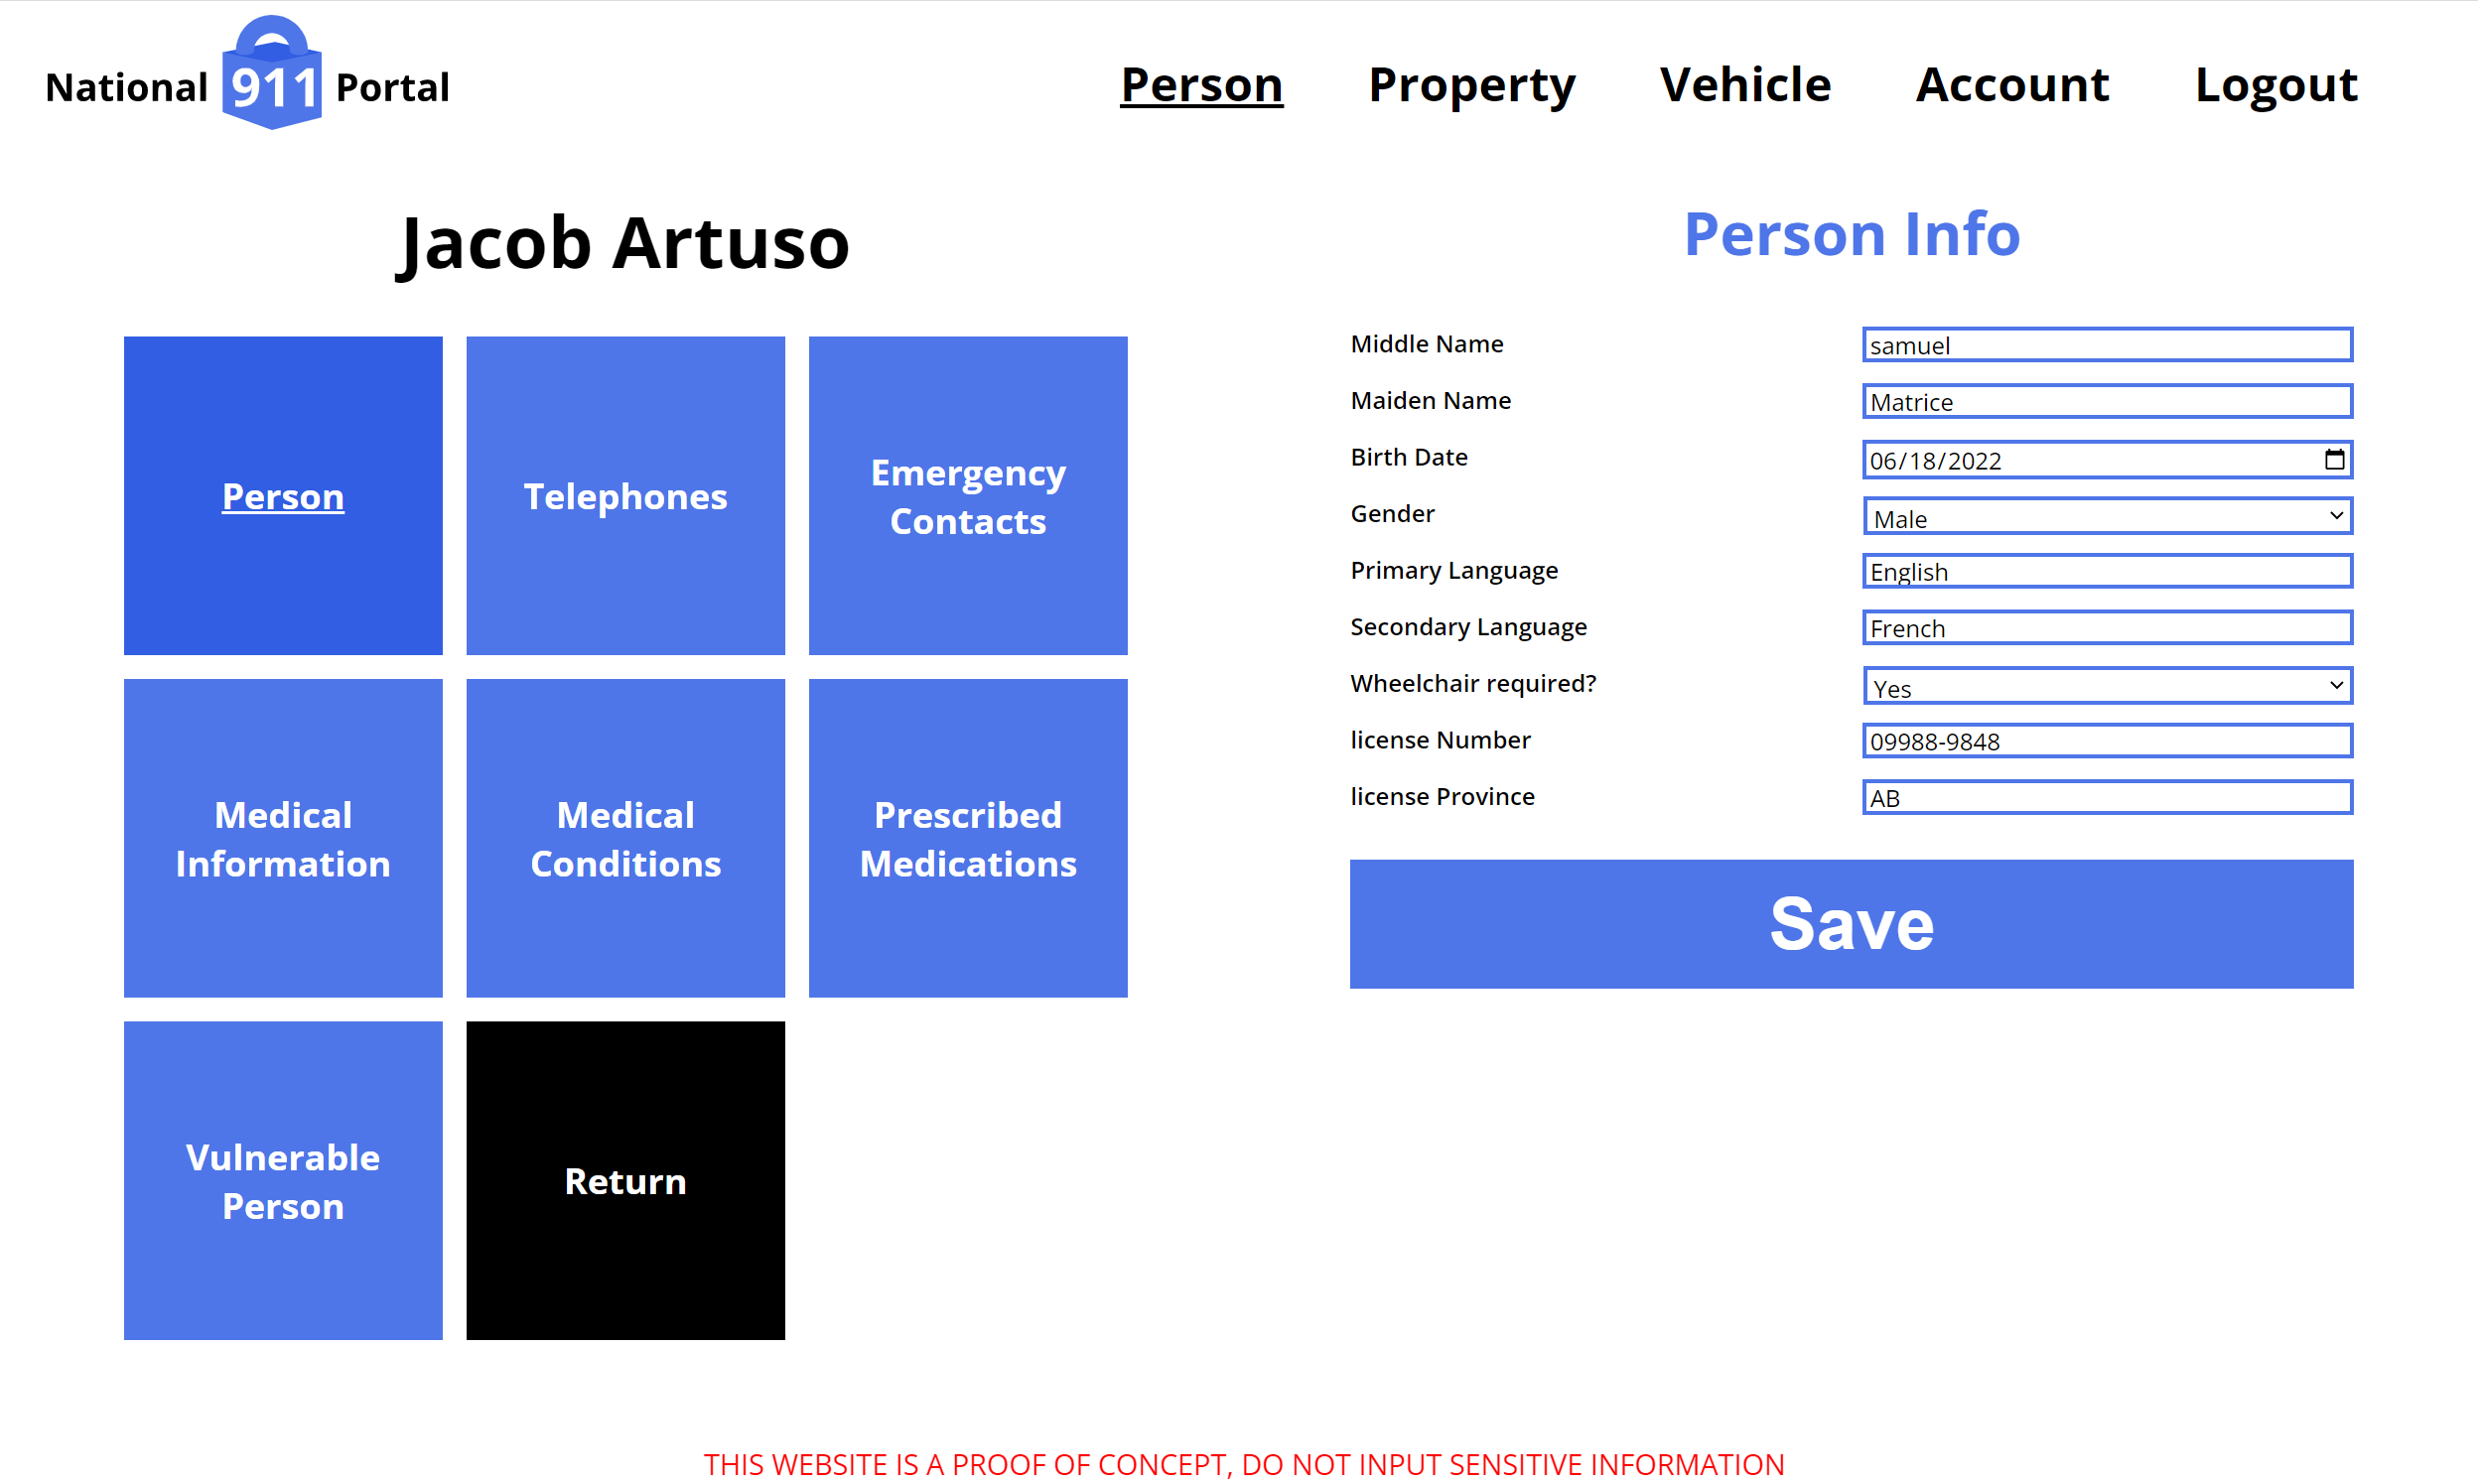 National 911 Portal
Person Property Vehicle Account Logout
Jacob Artuso
Person
Telephones
Emergency
Contacts
Medical
Information
Medical
Conditions
Prescribed
Medications
Vulnerable
Person
Return
Person Info
Middle Name samuel
Maiden Name Matrice
Birth Date 06/18/2022
Gender Male
Primary Language English
Secondary Language French
Wheelchair required? Yes
license Number 09988-9848
license Province AB
Save
THIS WEBSITE IS A PROOF OF CONCEPT, DO NOT INPUT SENSITIVE INFORMATION